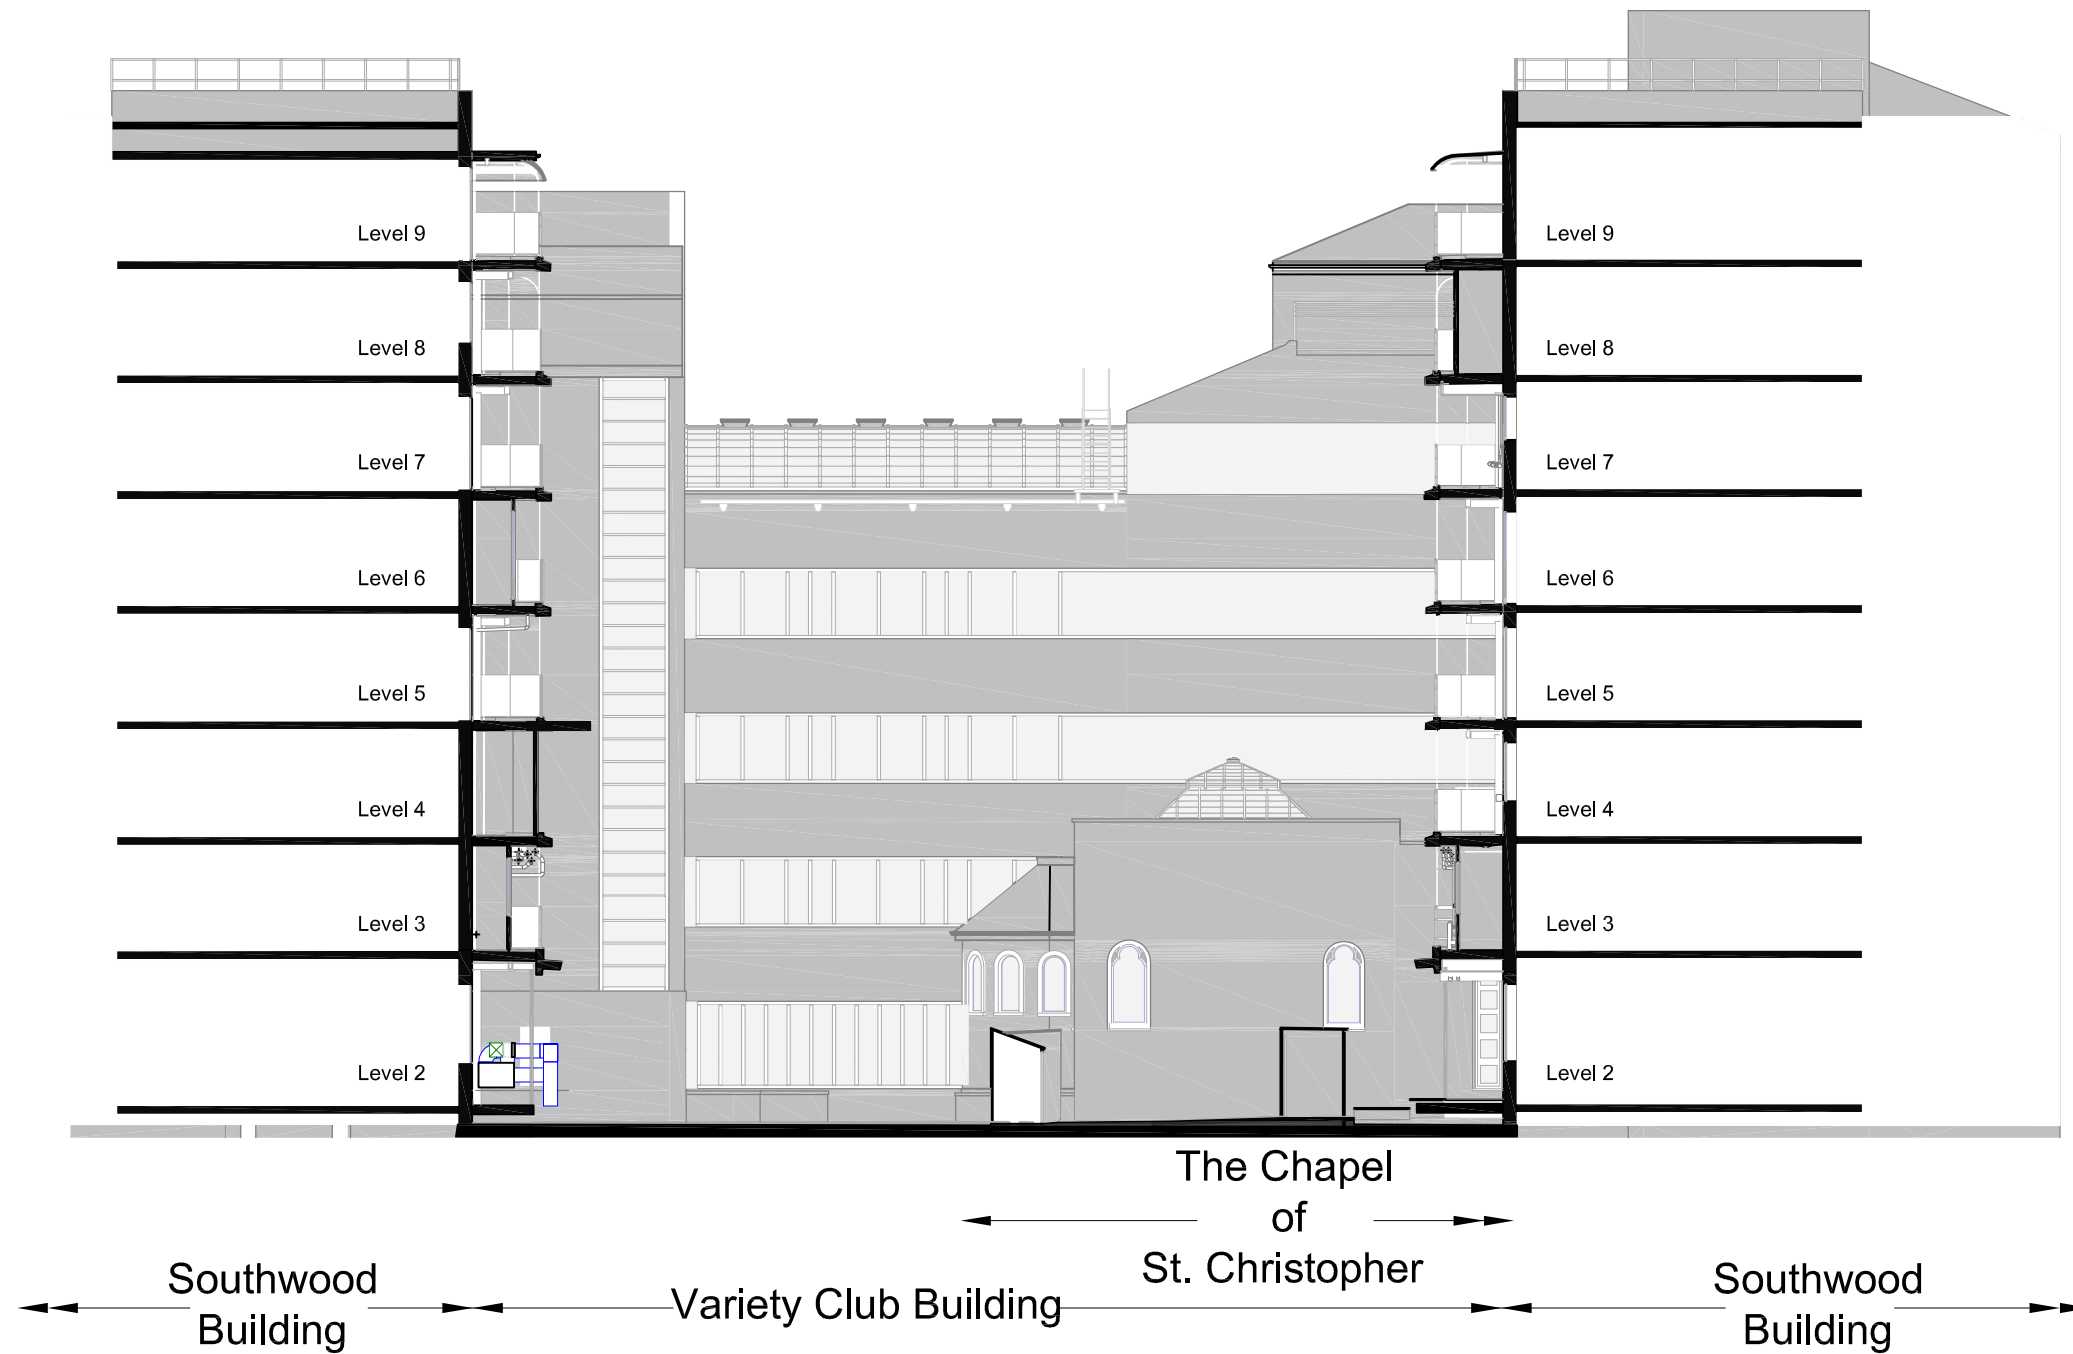 Level 9
Level 9
Level 8
Level 8
Level 7
Level 7
Level 6
Level 6
Level 5
Level 5
Level 4
Level 4
Level 3
Level 3
Level 2
Level 2
The Chapel
of
St. Christopher
Southwood
Building
Variety Club Building
Southwood
Building